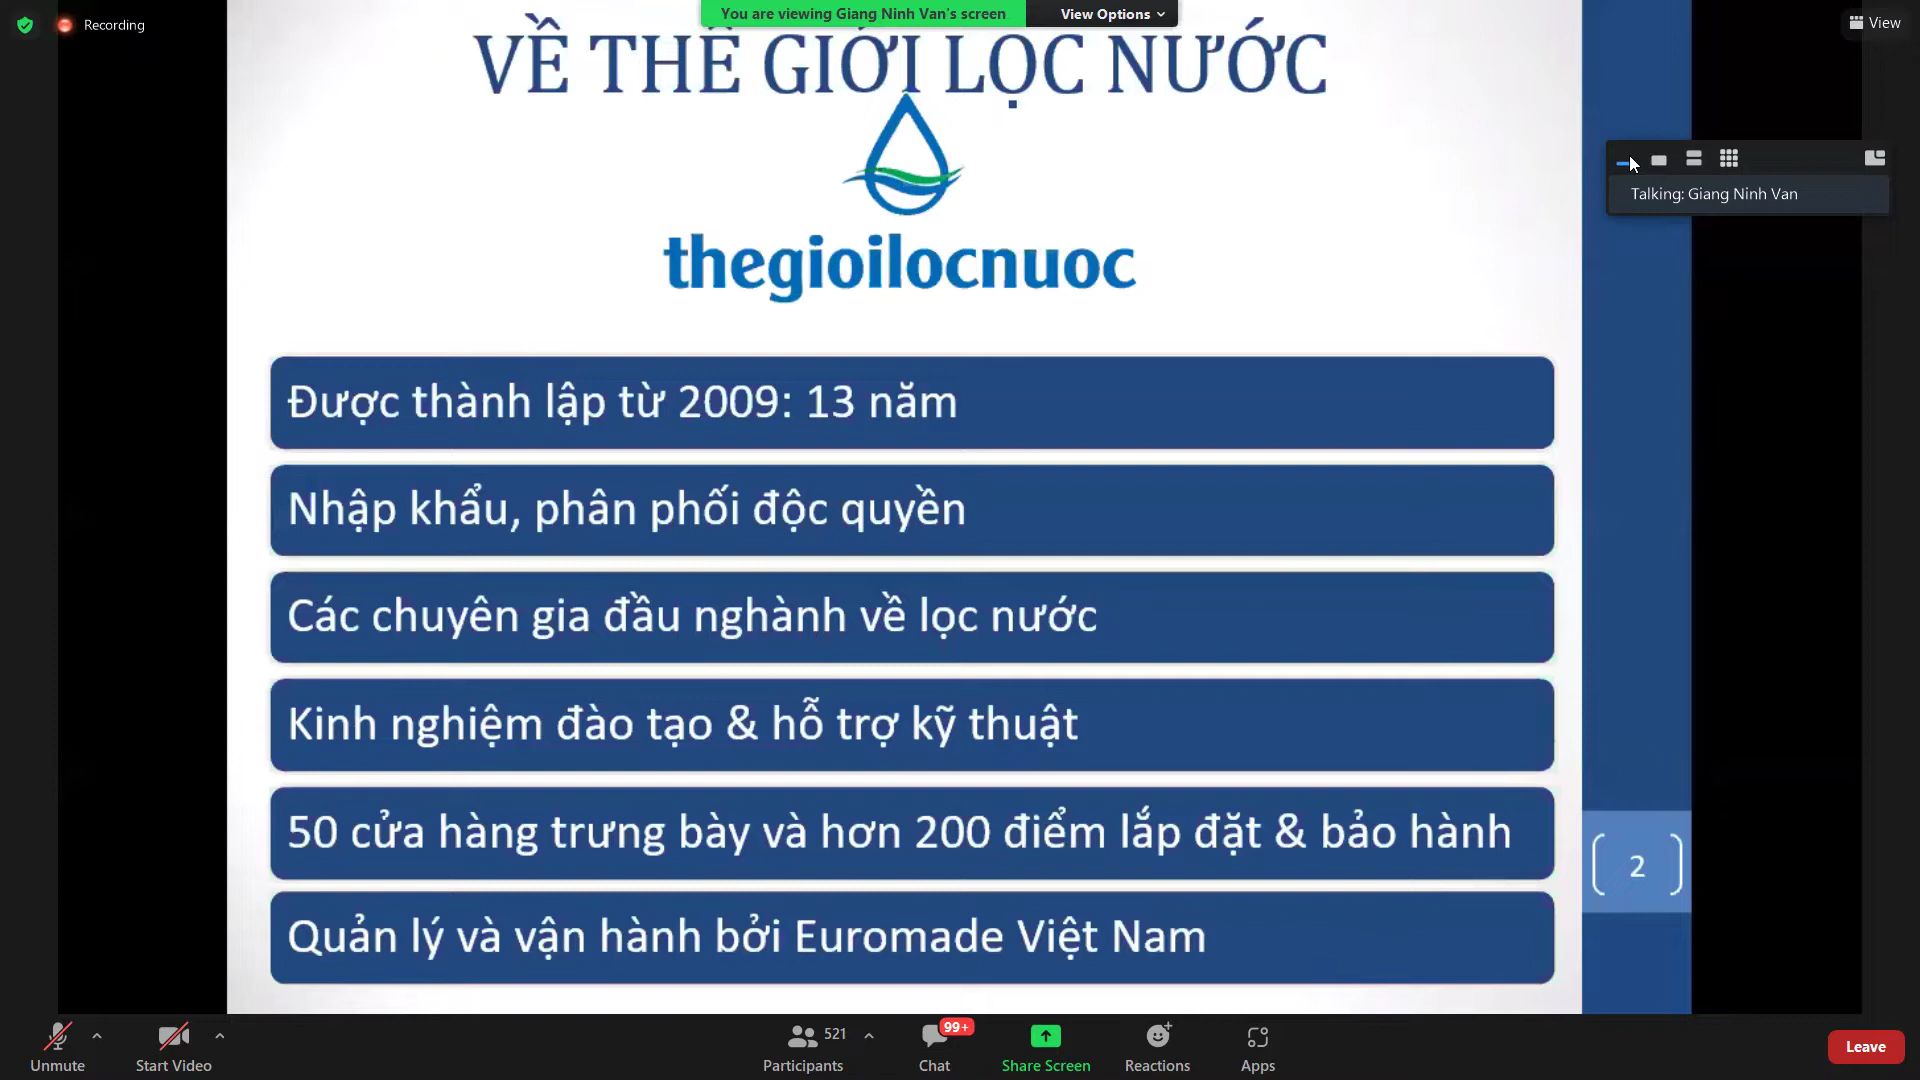 Recording
You are viewing Giang Ninh Van's screen
View Options
View
VỀ THẾ GIỚI LỌC NƯỚC
Talking: Giang Ninh Van
thegioilocnuoc
Được thành lập từ 2009: 13 năm
Nhập khẩu, phân phối độc quyền
Các chuyên gia đầu nghành về lọc nước
Kinh nghiệm đào tạo & hỗ trợ kỹ thuật
50 cửa hàng trưng bày và hơn 200 điểm lắp đặt & bảo hành
2
Quản lý và vận hành bởi Euromade Việt Nam
Unmute
Start Video
521
Participants
99+
Chat
Share Screen
Reactions
Apps
Leave